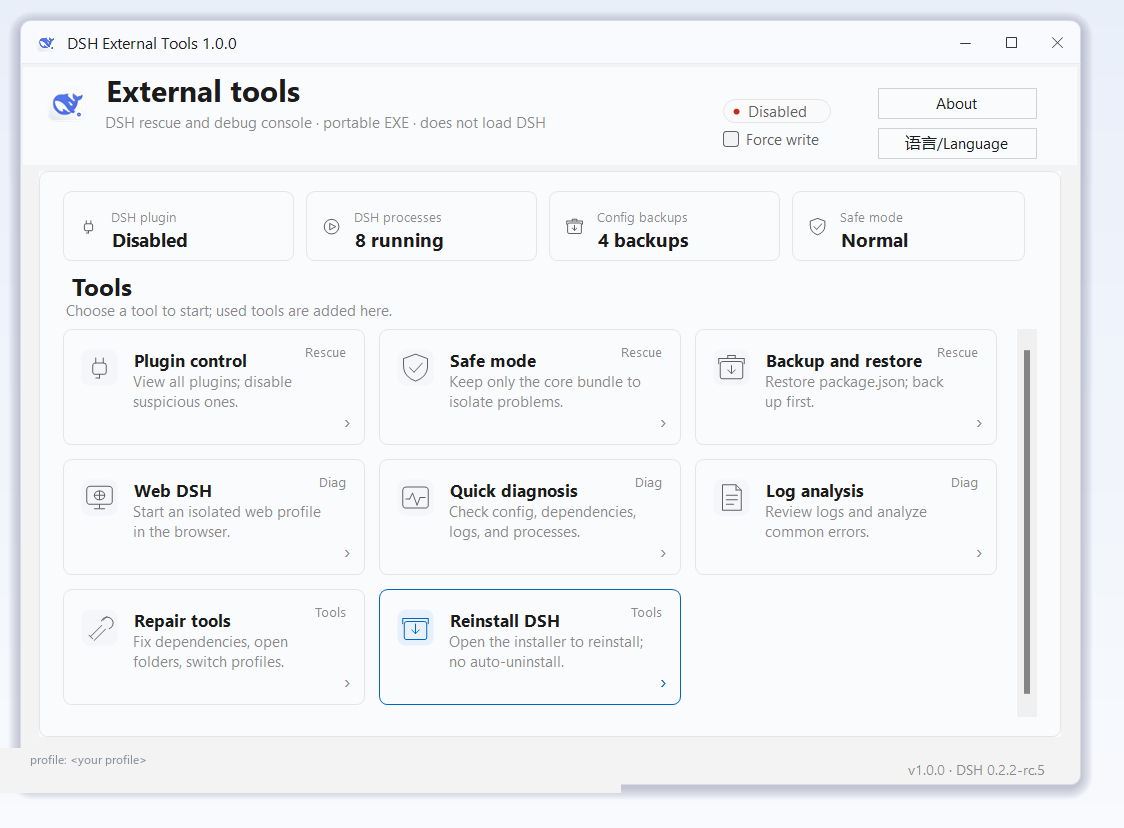 DSH External Tools 1.0.0
External tools
DSH rescue and debug console · portable EXE · does not load DSH
Disabled
Force write
About
语言/Language
DSH plugin
Disabled
DSH processes
8 running
Config backups
4 backups
Safe mode
Normal
Tools
Choose a tool to start; used tools are added here.
Plugin control
Rescue
View all plugins; disable
suspicious ones.
Safe mode
Rescue
Keep only the core bundle to
isolate problems.
Backup and restore
Rescue
Restore package.json; back
up first.
Web DSH
Diag
Start an isolated web profile
in the browser.
Quick diagnosis
Diag
Check config, dependencies,
logs, and processes.
Log analysis
Diag
Review logs and analyze
common errors.
Repair tools
Tools
Fix dependencies, open
folders, switch profiles.
Reinstall DSH
Tools
Open the installer to reinstall;
no auto-uninstall.
profile: <your profile>
v1.0.0 · DSH 0.2.2-rc.5